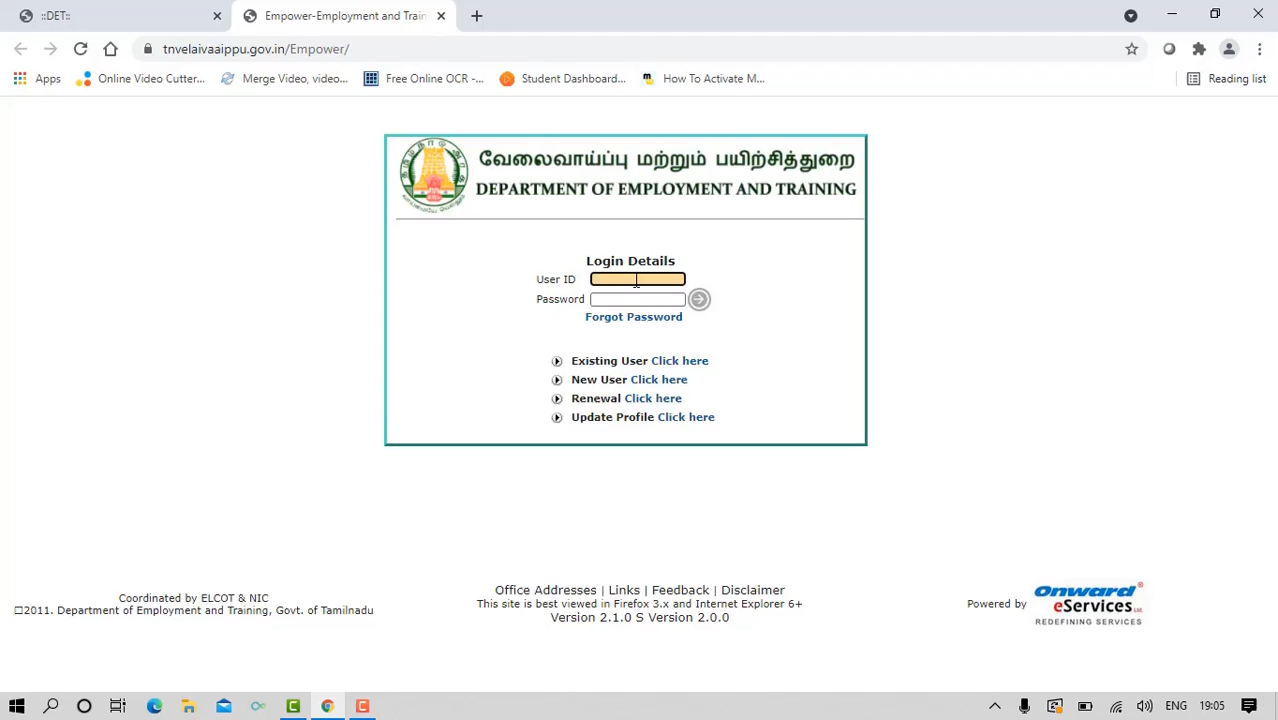 ::DET::
Empower-Employment and Train
tnvelaivaaippu.gov.in/Empower/
Apps
Online Video Cutter...
Merge Video, video...
Free Online OCR -...
Student Dashboard...
How To Activate M...
Reading list
வேலைவாய்ப்பு மற்றும் பயிற்சித்துறை
DEPARTMENT OF EMPLOYMENT AND TRAINING
Login Details
User ID
Password
Forgot Password
Existing User Click here
New User Click here
Renewal Click here
Update Profile Click here
Coordinated by ELCOT & NIC
□2011. Department of Employment and Training, Govt. of Tamilnadu
Office Addresses | Links | Feedback | Disclaimer
This site is best viewed in Firefox 3.x and Internet Explorer 6+
Version 2.1.0 S Version 2.0.0
Powered by
Onward®
eServices Ltd.
REDEFINING SERVICES
ENG
19:05